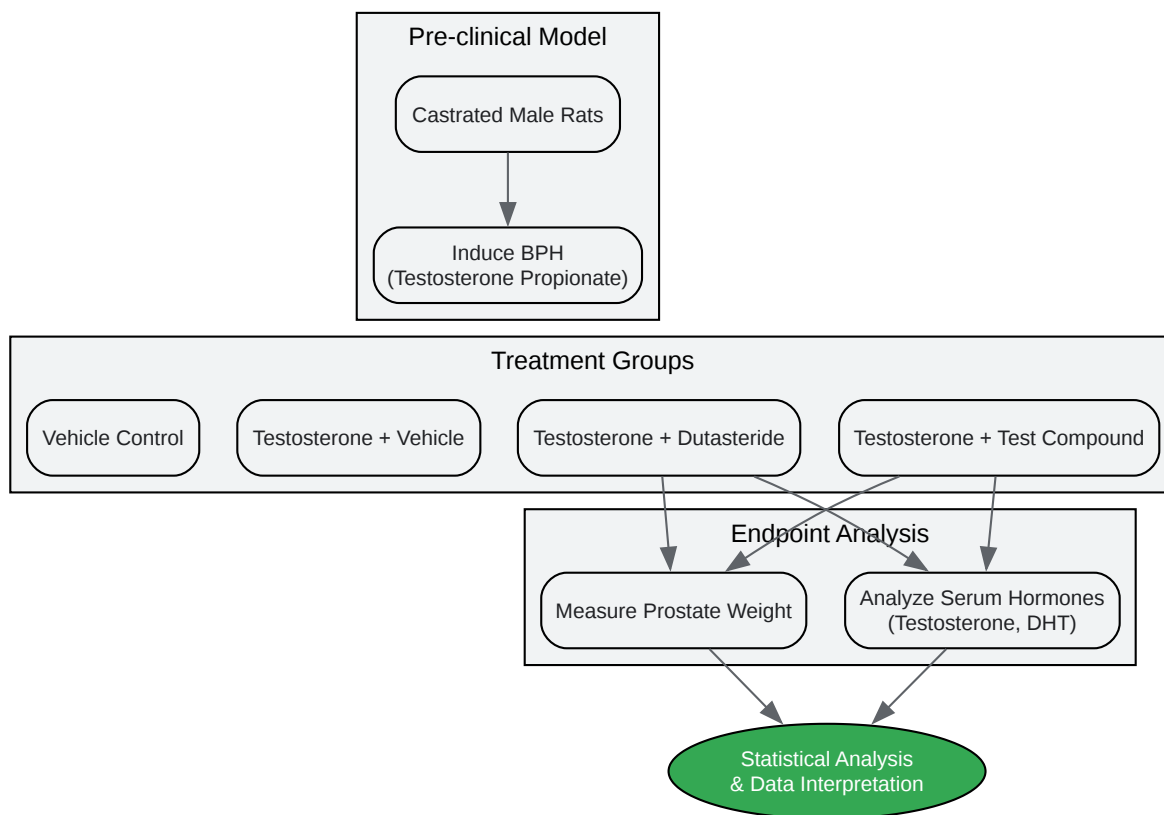 Pre-clinical Model
Castrated Male Rats
Induce BPH
(Testosterone Propionate)
Treatment Groups
Vehicle Control
Testosterone + Vehicle
Testosterone + Dutasteride
Testosterone + Test Compound
Endpoint Analysis
Measure Prostate Weight
Analyze Serum Hormones
(Testosterone, DHT)
Statistical Analysis
& Data Interpretation